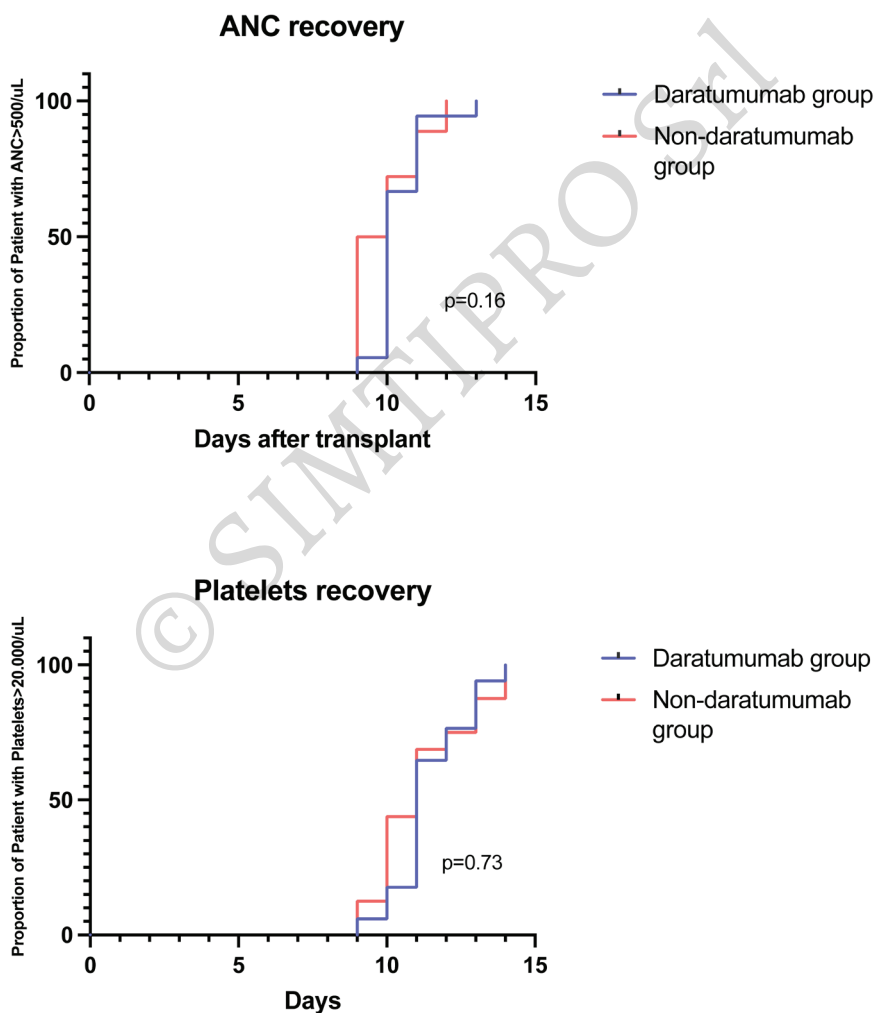 ANC recovery
Proportion of Patient with ANC>500/uL
100
50
0
0 5 10 15
Days after transplant
p=0.16
Daratumumab group
Non-daratumumab
group
© SIMTIPRO Srl
Platelets recovery
Proportion of Patient with Platelets>20.000/uL
100
50
0
0 5 10 15
Days
p=0.73
Daratumumab group
Non-daratumumab
group